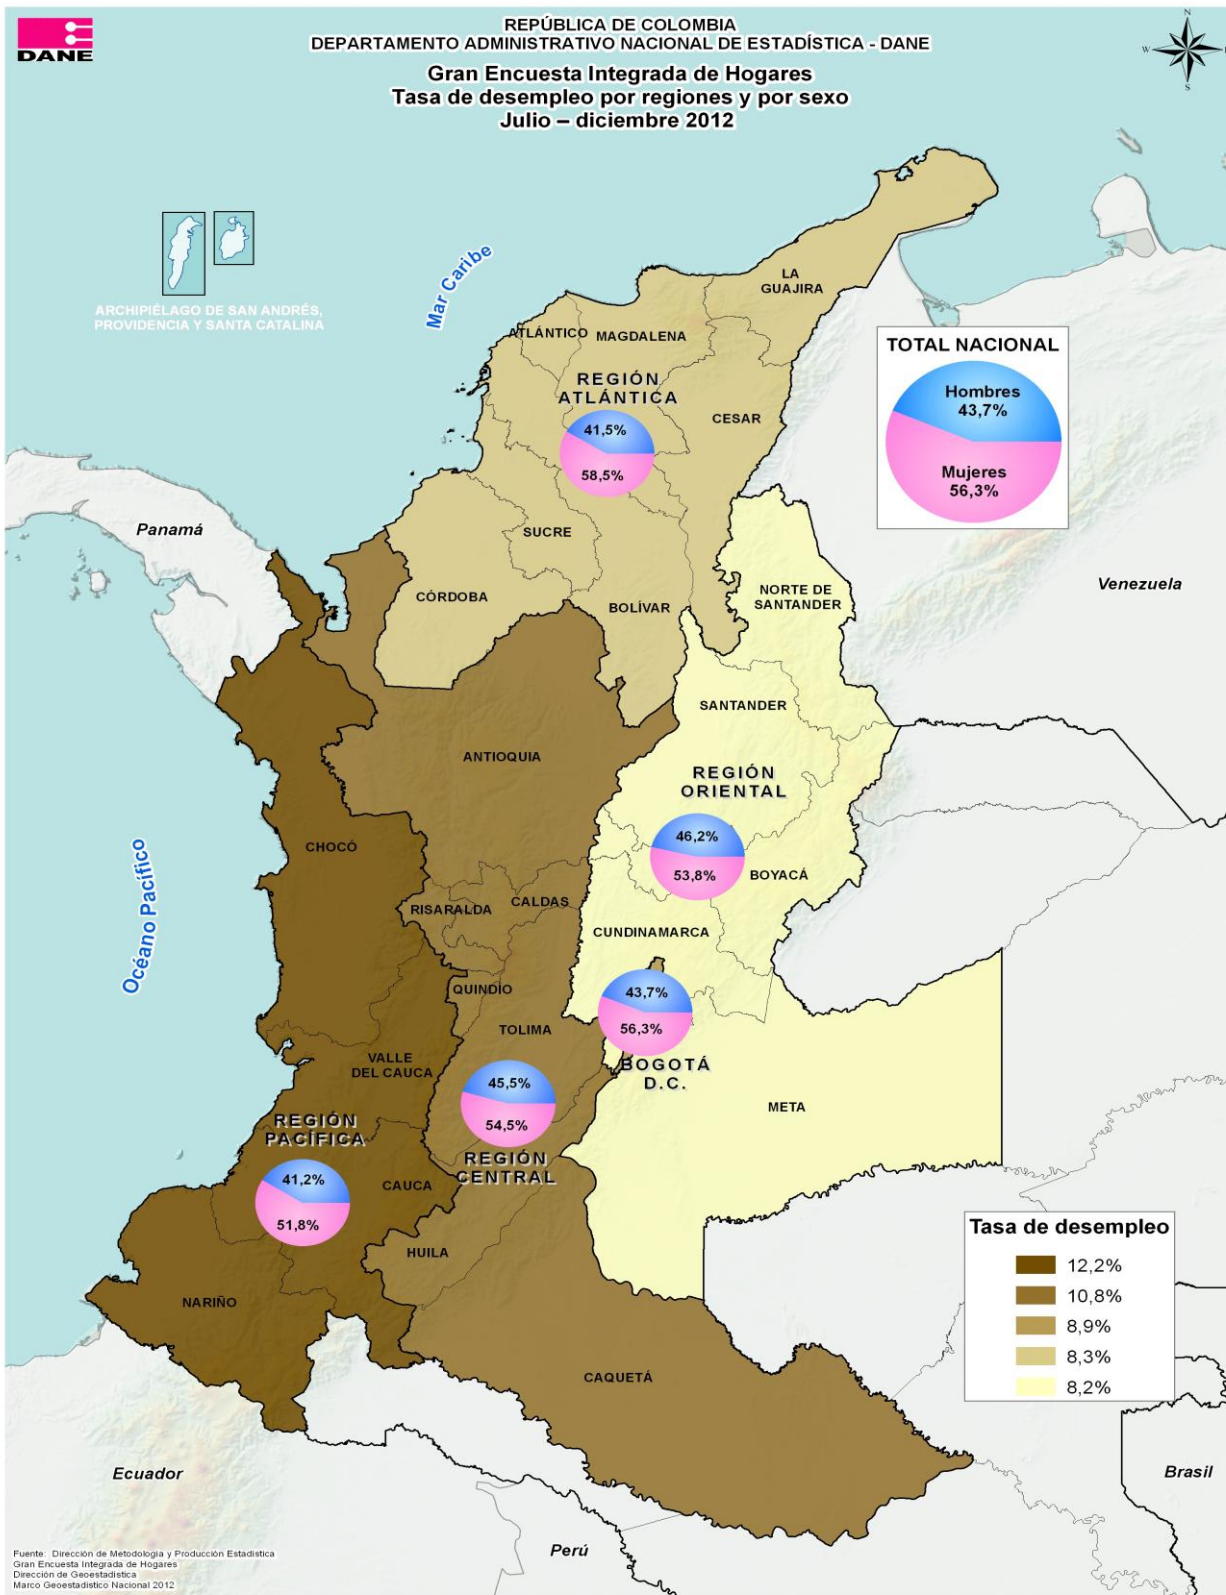 DANE
REPÚBLICA DE COLOMBIA
DEPARTAMENTO ADMINISTRATIVO NACIONAL DE ESTADÍSTICA - DANE
Gran Encuesta Integrada de Hogares
Tasa de desempleo por regiones y por sexo
Julio – diciembre 2012
N
W
S
ARCHIPIÉLAGO DE SAN ANDRÉS,
PROVIDENCIA Y SANTA CATALINA
Mar Caribe
LA
GUAJIRA
ATLÁNTICO
MAGDALENA
REGIÓN
ATLÁNTICA
CESAR
41,5%
58,5%
TOTAL NACIONAL
Hombres
43,7%
Mujeres
56,3%
Panamá
SUCRE
CÓRDOBA
BOLÍVAR
NORTE DE
SANTANDER
Venezuela
SANTANDER
ANTIOQUIA
REGIÓN
ORIENTAL
46,2%
53,8%
BOYACÁ
CHOCÓ
Océano Pacífico
RISARALDA
CALDAS
CUNDINAMARCA
QUINDÍO
43,7%
56,3%
BOGOTÁ
D.C.
TOLIMA
VALLE
DEL CAUCA
45,5%
54,5%
REGIÓN
CENTRAL
META
REGIÓN
PACÍFICA
41,2%
51,8%
CAUCA
HUILA
NARIÑO
CAQUETÁ
Tasa de desempleo
12,2%
10,8%
8,9%
8,3%
8,2%
Ecuador
Brasil
Perú
Fuente: Dirección de Metodología y Producción Estadística
Gran Encuesta Integrada de Hogares
Dirección de Geoestadística
Marco Geoestadístico Nacional 2012